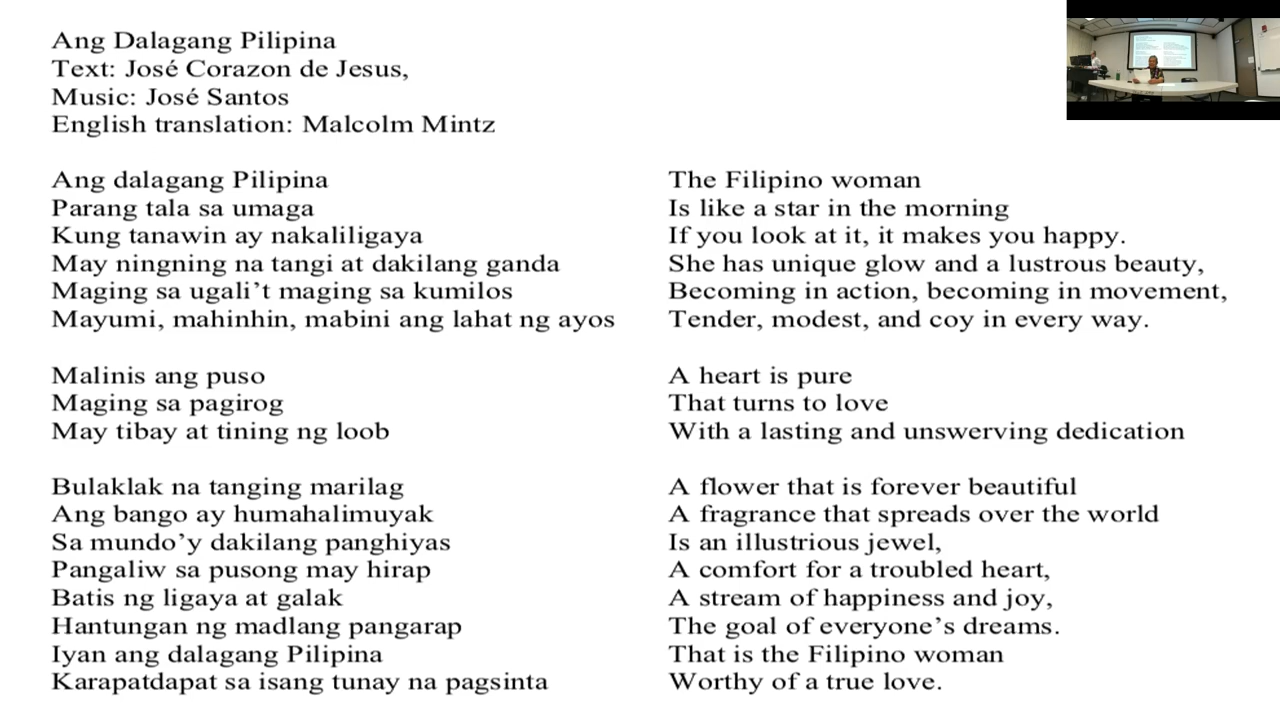 Ang Dalagang Pilipina
Text: José Corazon de Jesus,
Music: José Santos
English translation: Malcolm Mintz
Ang dalagang Pilipina
Parang tala sa umaga
Kung tanawin ay nakaliligaya
May ningning na tangi at dakilang ganda
Maging sa ugali’t maging sa kumilos
Mayumi, mahinhin, mabini ang lahat ng ayos
Malinis ang puso
Maging sa pagirog
May tibay at tining ng loob
Bulaklak na tanging marilag
Ang bango ay humahalimuyak
Sa mundo’y dakilang panghiyas
Pangaliw sa pusong may hirap
Batis ng ligaya at galak
Hantungan ng madlang pangarap
Iyan ang dalagang Pilipina
Karapatdapat sa isang tunay na pagsinta
The Filipino woman
Is like a star in the morning
If you look at it, it makes you happy.
She has unique glow and a lustrous beauty,
Becoming in action, becoming in movement,
Tender, modest, and coy in every way.
A heart is pure
That turns to love
With a lasting and unswerving dedication
A flower that is forever beautiful
A fragrance that spreads over the world
Is an illustrious jewel,
A comfort for a troubled heart,
A stream of happiness and joy,
The goal of everyone’s dreams.
That is the Filipino woman
Worthy of a true love.